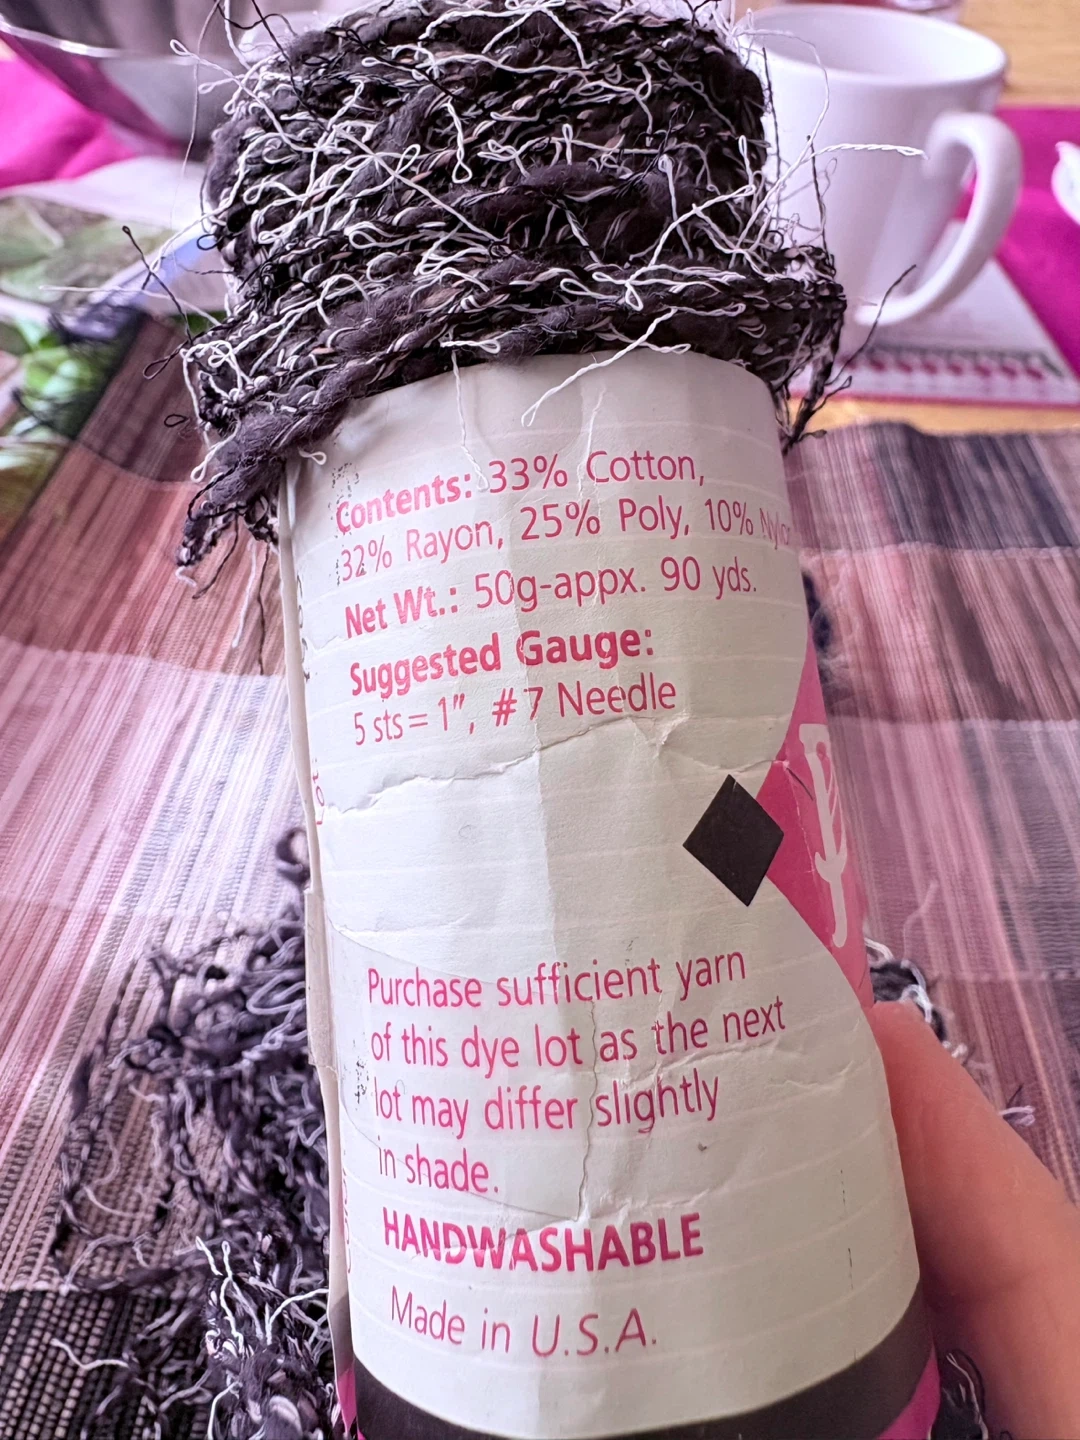 Contents: 33% Cotton,
32% Rayon, 25% Poly, 10%
Net Wt.: 50g-appx. 90 yds.
Suggested Gauge:
5 sts = 1", #7 Needle
Purchase sufficient yarn
of this dye lot as the next
lot may differ slightly
in shade.
HANDWASHABLE
Made in U.S.A.